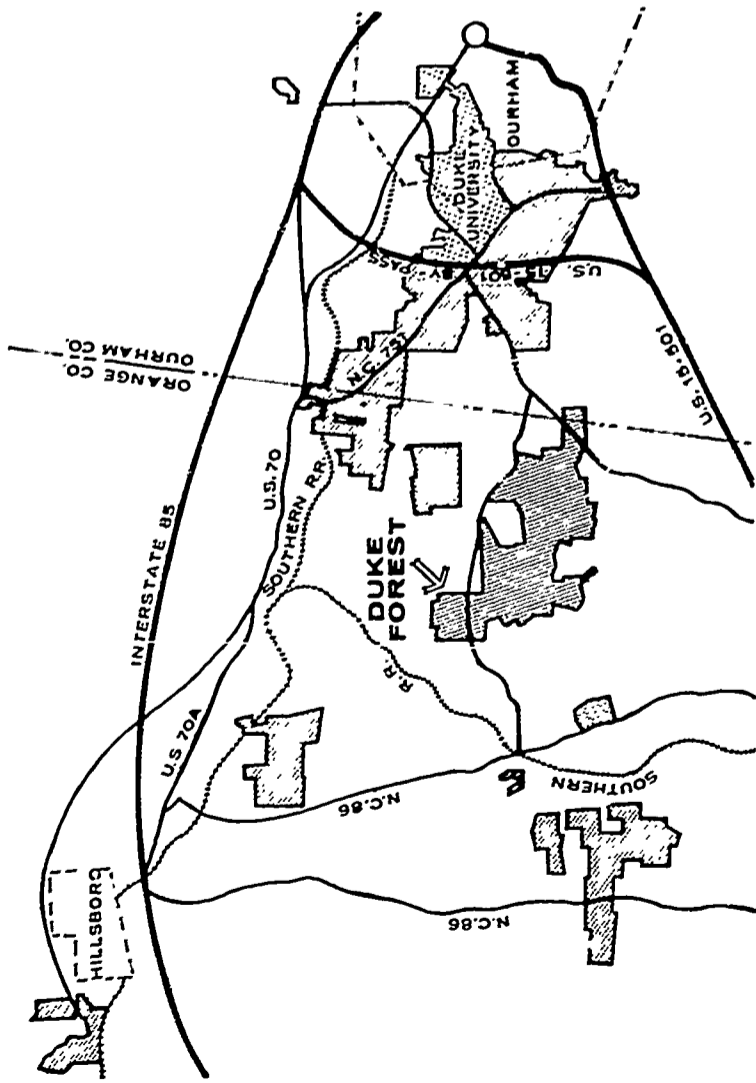 INTERSTATE 85
U.S. 70
SOUTHERN R.R.
U.S 70A
HILLSBORO
ORANGE CO.
DURHAM CO.
N.C. 751
15-501 BY-PASS
U.S.
DUKE
UNIVERSITY
DURHAM
U.S. 15-501
DUKE
FOREST
R.R.
SOUTHERN
N.C.86
N.C.86